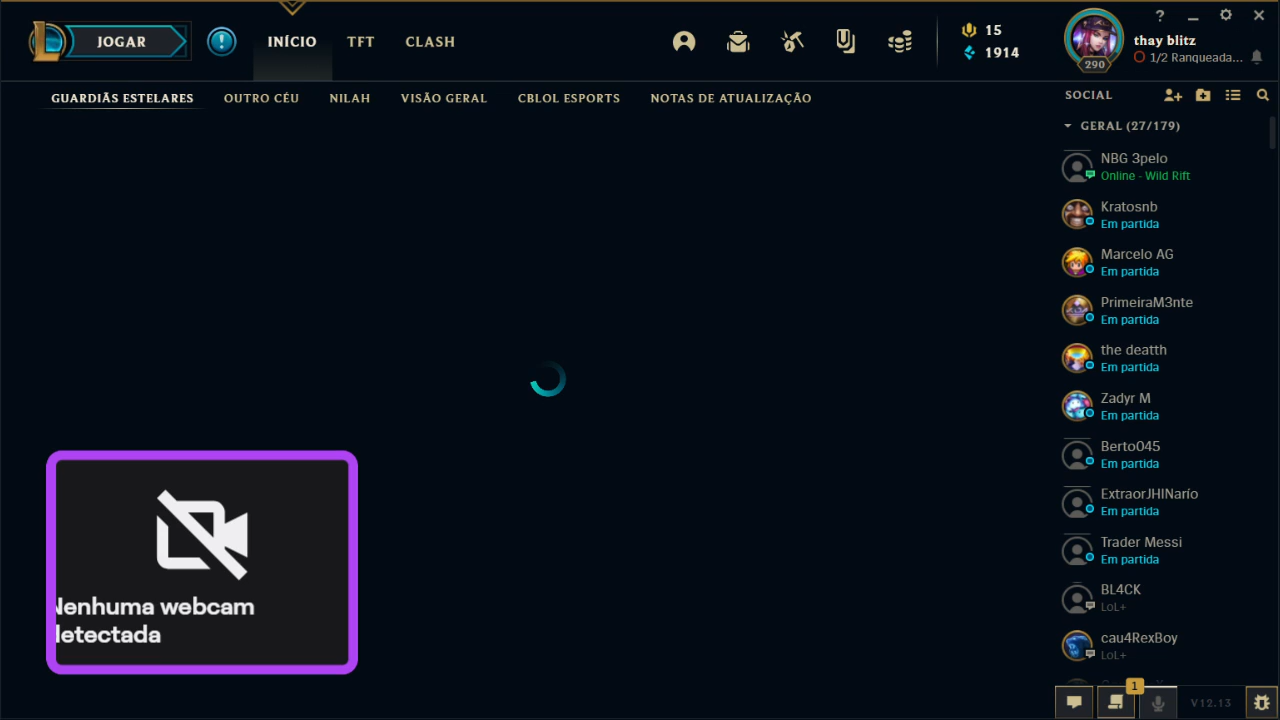 JOGAR
INÍCIO
TFT
CLASH
15
1914
290
?
thay blitz
1/2 Ranqueada...
GUARDIÃS ESTELARES
OUTRO CÉU
NILAH
VISÃO GERAL
CBLOL ESPORTS
NOTAS DE ATUALIZAÇÃO
SOCIAL
GERAL (27/179)
NBG 3pelo
Online - Wild Rift
Kratosnb
Em partida
Marcelo AG
Em partida
PrimeiraM3nte
Em partida
the deatth
Em partida
Zadyr M
Em partida
Berto045
Em partida
ExtraorJHINarío
Em partida
Trader Messi
Em partida
BL4CK
LoL+
cau4RexBoy
LoL+
Nenhuma webcam
detectada
1
V12.13